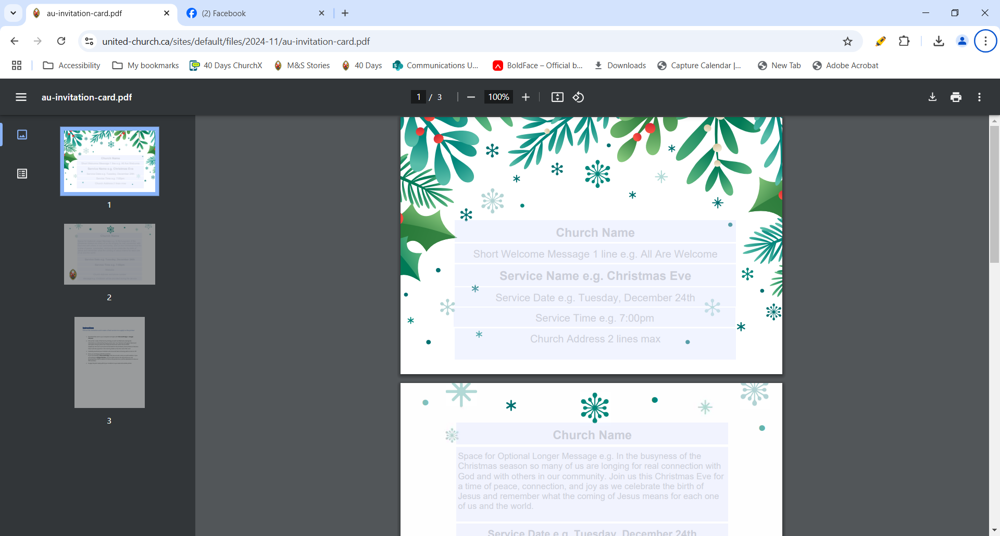 au-invitation-card.pdf
(2) Facebook
united-church.ca/sites/default/files/2024-11/au-invitation-card.pdf
Accessibility
My bookmarks
40 Days ChurchX
M&S Stories
40 Days
Communications U...
BoldFace – Official b...
Downloads
Capture Calendar |...
New Tab
Adobe Acrobat
au-invitation-card.pdf
1 / 3
100%
1
2
3
Church Name
Short Welcome Message 1 line e.g. All Are Welcome
Service Name e.g. Christmas Eve
Service Date e.g. Tuesday, December 24th
Service Time e.g. 7:00pm
Church Address 2 lines max
Church Name
Space for Optional Longer Message e.g. In the busyness of the
Christmas season so many of us are longing for real connection with
God and with others in our community. Join us this Christmas Eve for
a time of peace, connection, and joy as we celebrate the birth of
Jesus and remember what the coming of Jesus means for each one
of us and the world.
Service Date e.g. Tuesday, December 24th